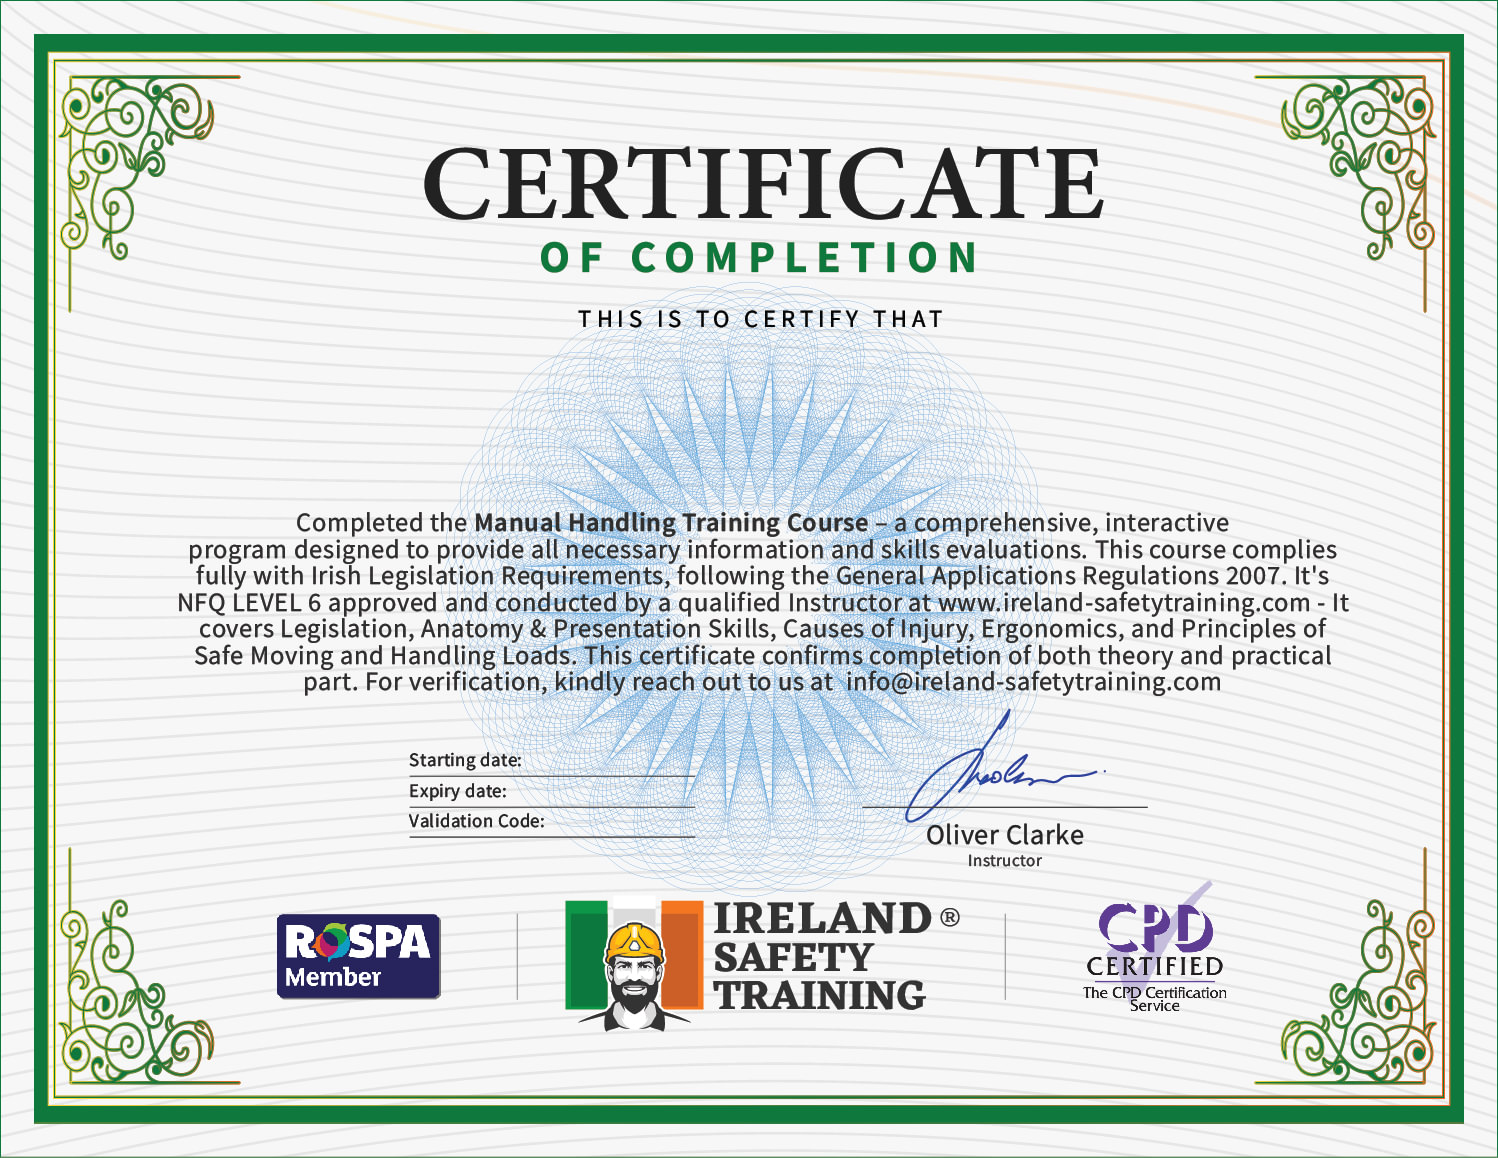 CERTIFICATE
OF COMPLETION
THIS IS TO CERTIFY THAT
Completed the Manual Handling Training Course – a comprehensive, interactive
program designed to provide all necessary information and skills evaluations. This course complies
fully with Irish Legislation Requirements, following the General Applications Regulations 2007. It's
NFQ LEVEL 6 approved and conducted by a qualified Instructor at www.ireland-safetytraining.com - It
covers Legislation, Anatomy & Presentation Skills, Causes of Injury, Ergonomics, and Principles of
Safe Moving and Handling Loads. This certificate confirms completion of both theory and practical
part. For verification, kindly reach out to us at info@ireland-safetytraining.com
Starting date:
Expiry date:
Validation Code:
Oliver Clarke
Instructor
RoSPA
Member
IRELAND ®
SAFETY
TRAINING
CPD
CERTIFIED
The CPD Certification
Service